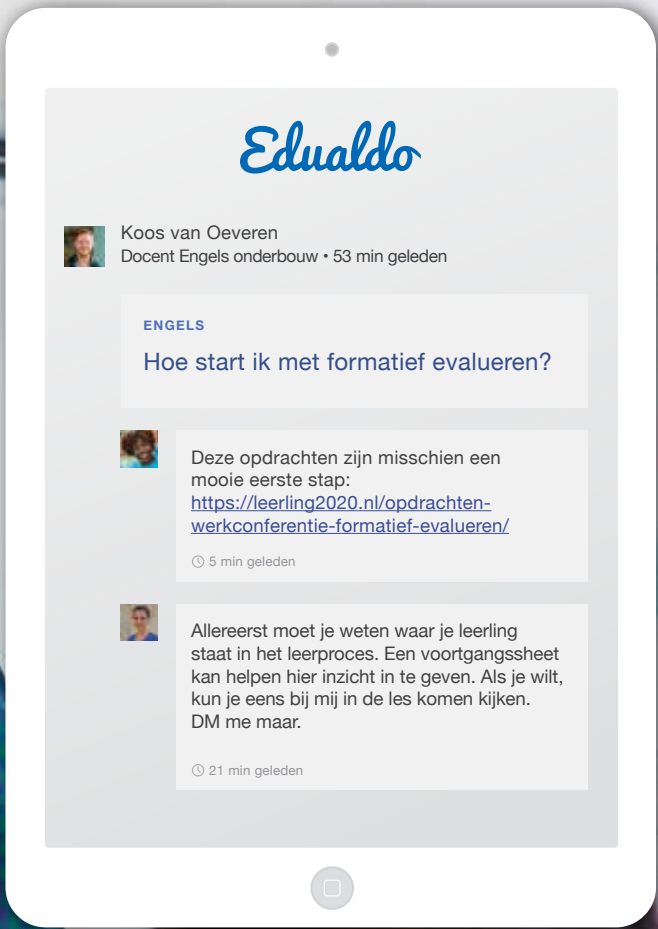 Edualdo
Koos van Oeveren
Docent Engels onderbouw • 53 min geleden
ENGELS
Hoe start ik met formatief evalueren?
Deze opdrachten zijn misschien een
mooie eerste stap:
https://leerling2020.nl/opdrachten-
werkconferentie-formatief-evalueren/
5 min geleden
Allereerst moet je weten waar je leerling
staat in het leerproces. Een voortgangssheet
kan helpen hier inzicht in te geven. Als je wilt,
kun je eens bij mij in de les komen kijken.
DM me maar.
21 min geleden